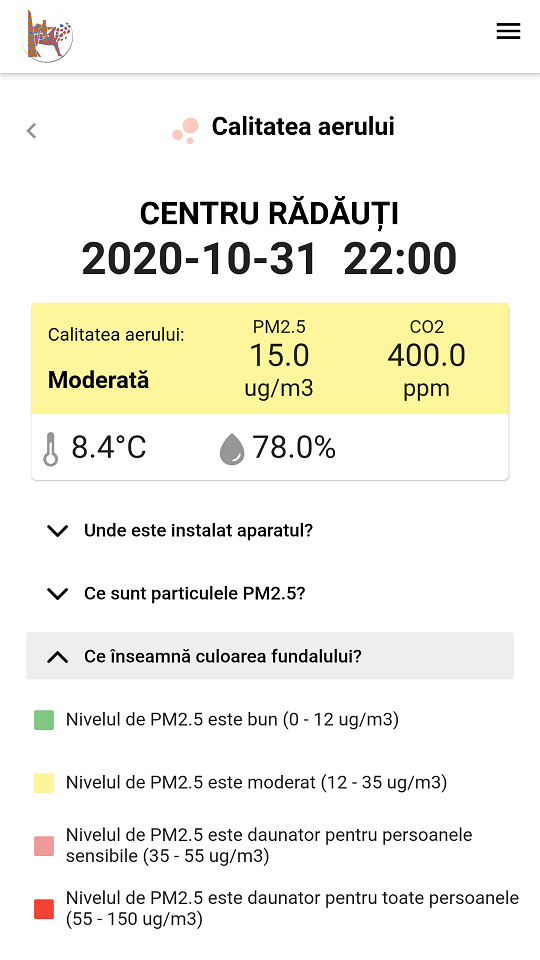 Calitatea aerului
CENTRU RĂDĂUȚI
2020-10-31 22:00
Calitatea aerului:
Moderată
PM2.5
15.0
ug/m3
CO2
400.0
ppm
8.4°C
78.0%
Unde este instalat aparatul?
Ce sunt particulele PM2.5?
Ce înseamnă culoarea fundalului?
Nivelul de PM2.5 este bun (0 - 12 ug/m3)
Nivelul de PM2.5 este moderat (12 - 35 ug/m3)
Nivelul de PM2.5 este daunator pentru persoanele
sensibile (35 - 55 ug/m3)
Nivelul de PM2.5 este daunator pentru toate persoanele
(55 - 150 ug/m3)